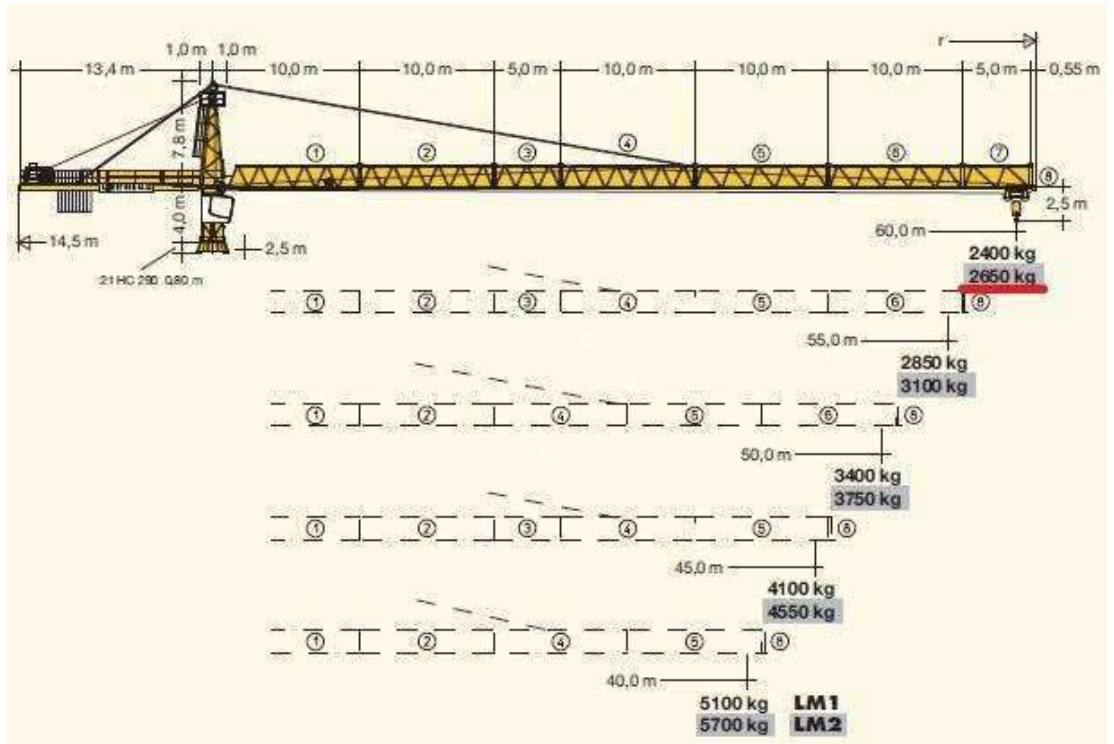 r
1,0 m 1,0 m
13,4 m 10,0 m 10,0 m 5,0 m 10,0 m 10,0 m 10,0 m 5,0 m 0,55 m
7,8 m
① ② ③ ④ ⑤ ⑥ ⑦ ⑧
4,0 m
2,5 m
14,5 m 2,5 m 60,0 m
21 HC 290 0,80 m
2400 kg
2650 kg
① ② ③ ④ ⑤ ⑥ ⑧
55,0 m
2850 kg
3100 kg
① ② ④ ⑤ ⑥ ⑧
50,0 m
3400 kg
3750 kg
① ② ③ ④ ⑤ ⑧
45,0 m
4100 kg
4550 kg
① ② ④ ⑤ ⑧
40,0 m
5100 kg LM1
5700 kg LM2